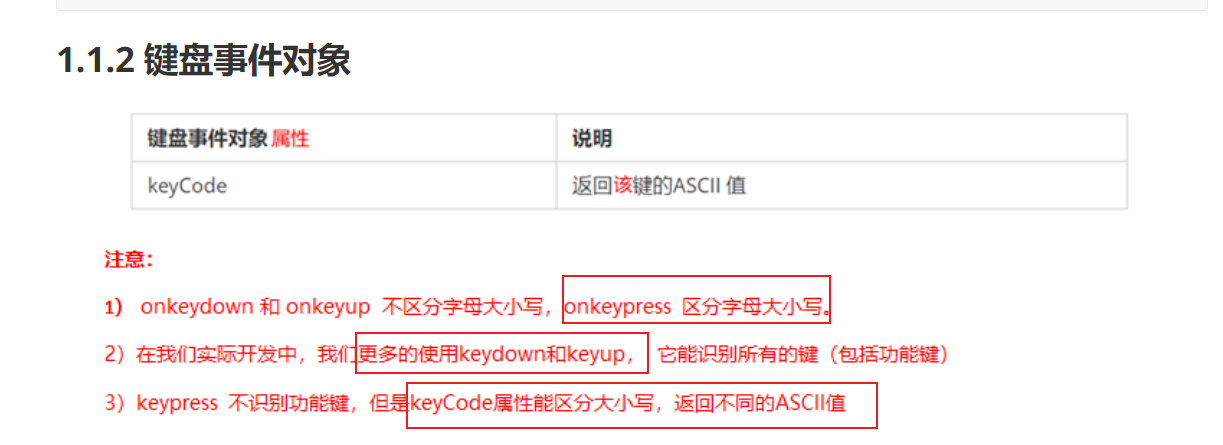 1.1.2 键盘事件对象
键盘事件对象属性 说明
keyCode 返回该键的ASCII 值
注意：
1） onkeydown 和 onkeyup 不区分字母大小写，onkeypress 区分字母大小写。
2）在我们实际开发中，我们更多的使用keydown和keyup， 它能识别所有的键（包括功能键）
3）keypress 不识别功能键，但是keyCode属性能区分大小写，返回不同的ASCII值